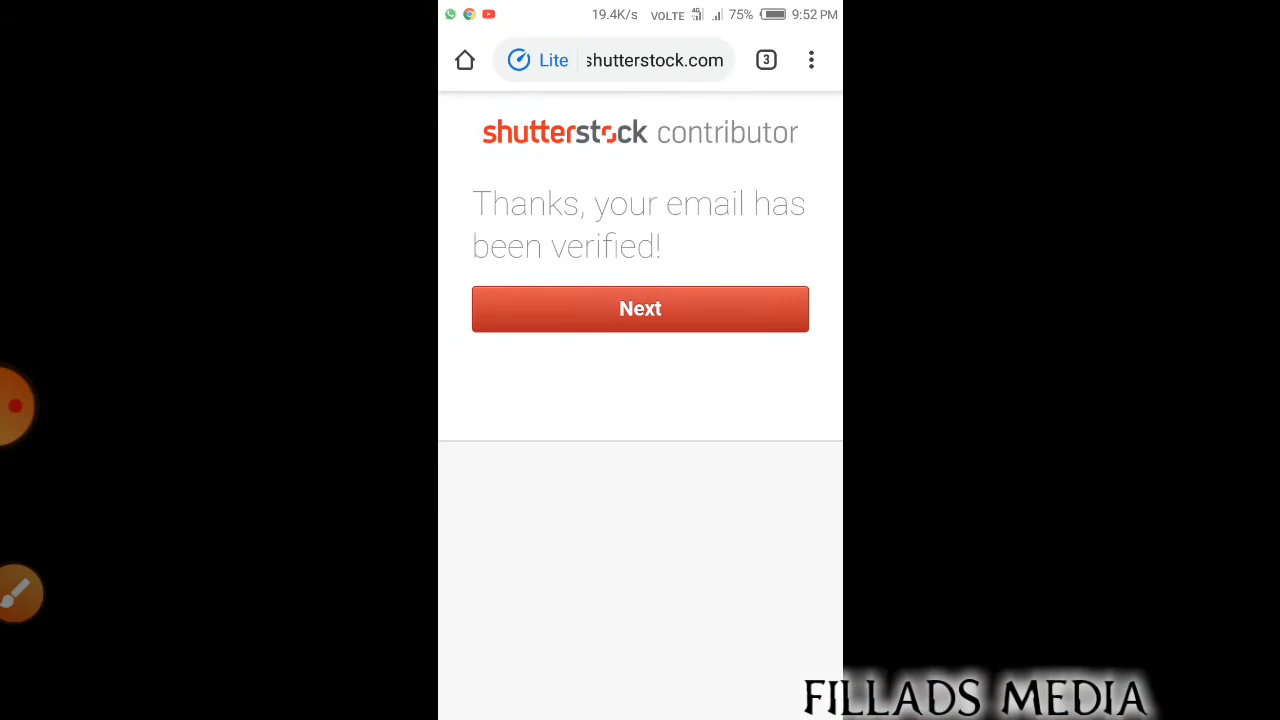 19.4K/s VOLTE 4G 75% 9:52 PM
Lite shutterstock.com 3
shutterstock contributor
Thanks, your email has
been verified!
Next
FILLADS MEDIA